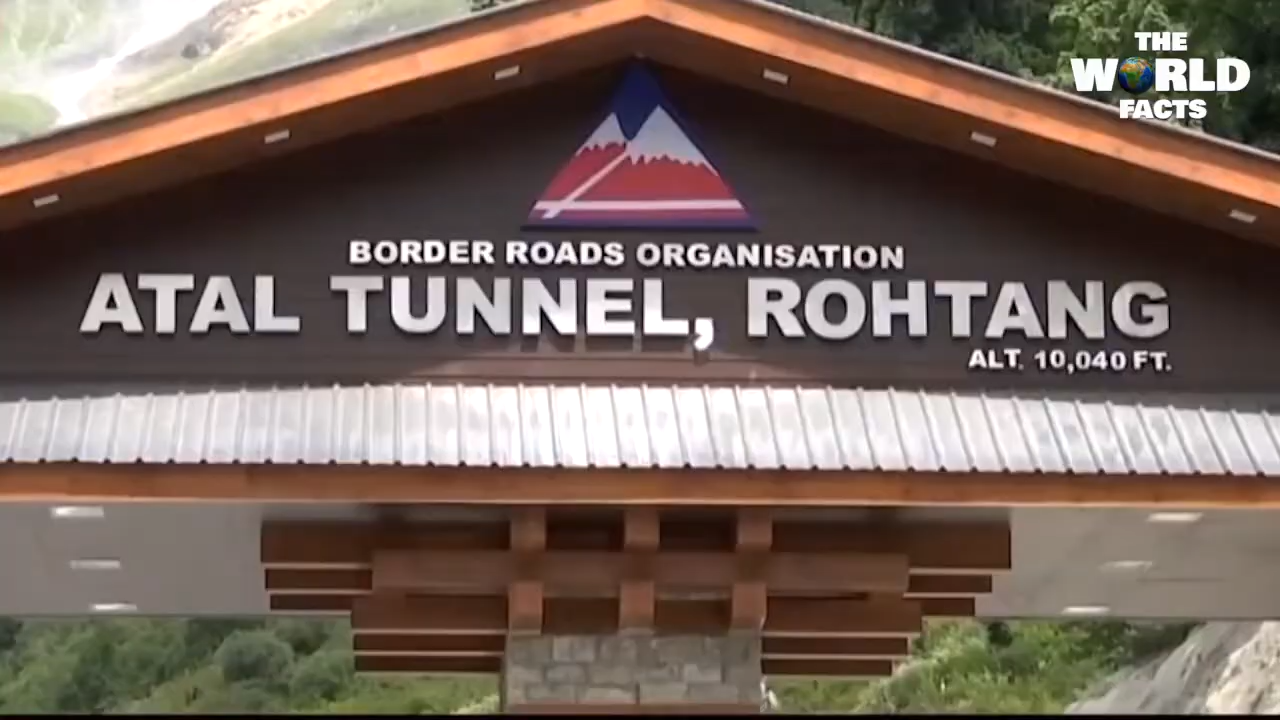 THE
WORLD
FACTS
BORDER ROADS ORGANISATION
ATAL TUNNEL, ROHTANG
ALT. 10,040 FT.